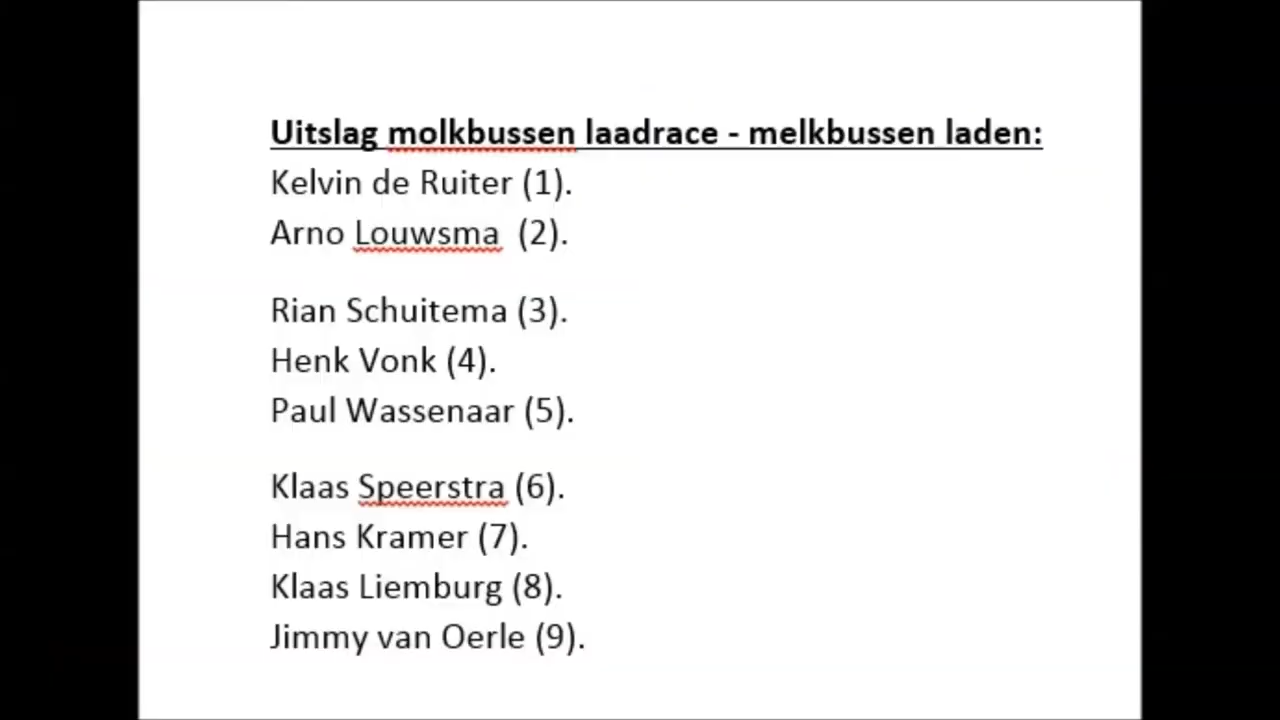 Uitslag molkbussen laadrace - melkbussen laden:
Kelvin de Ruiter (1).
Arno Louwsma (2).
Rian Schuitema (3).
Henk Vonk (4).
Paul Wassenaar (5).
Klaas Speerstra (6).
Hans Kramer (7).
Klaas Liemburg (8).
Jimmy van Oerle (9).